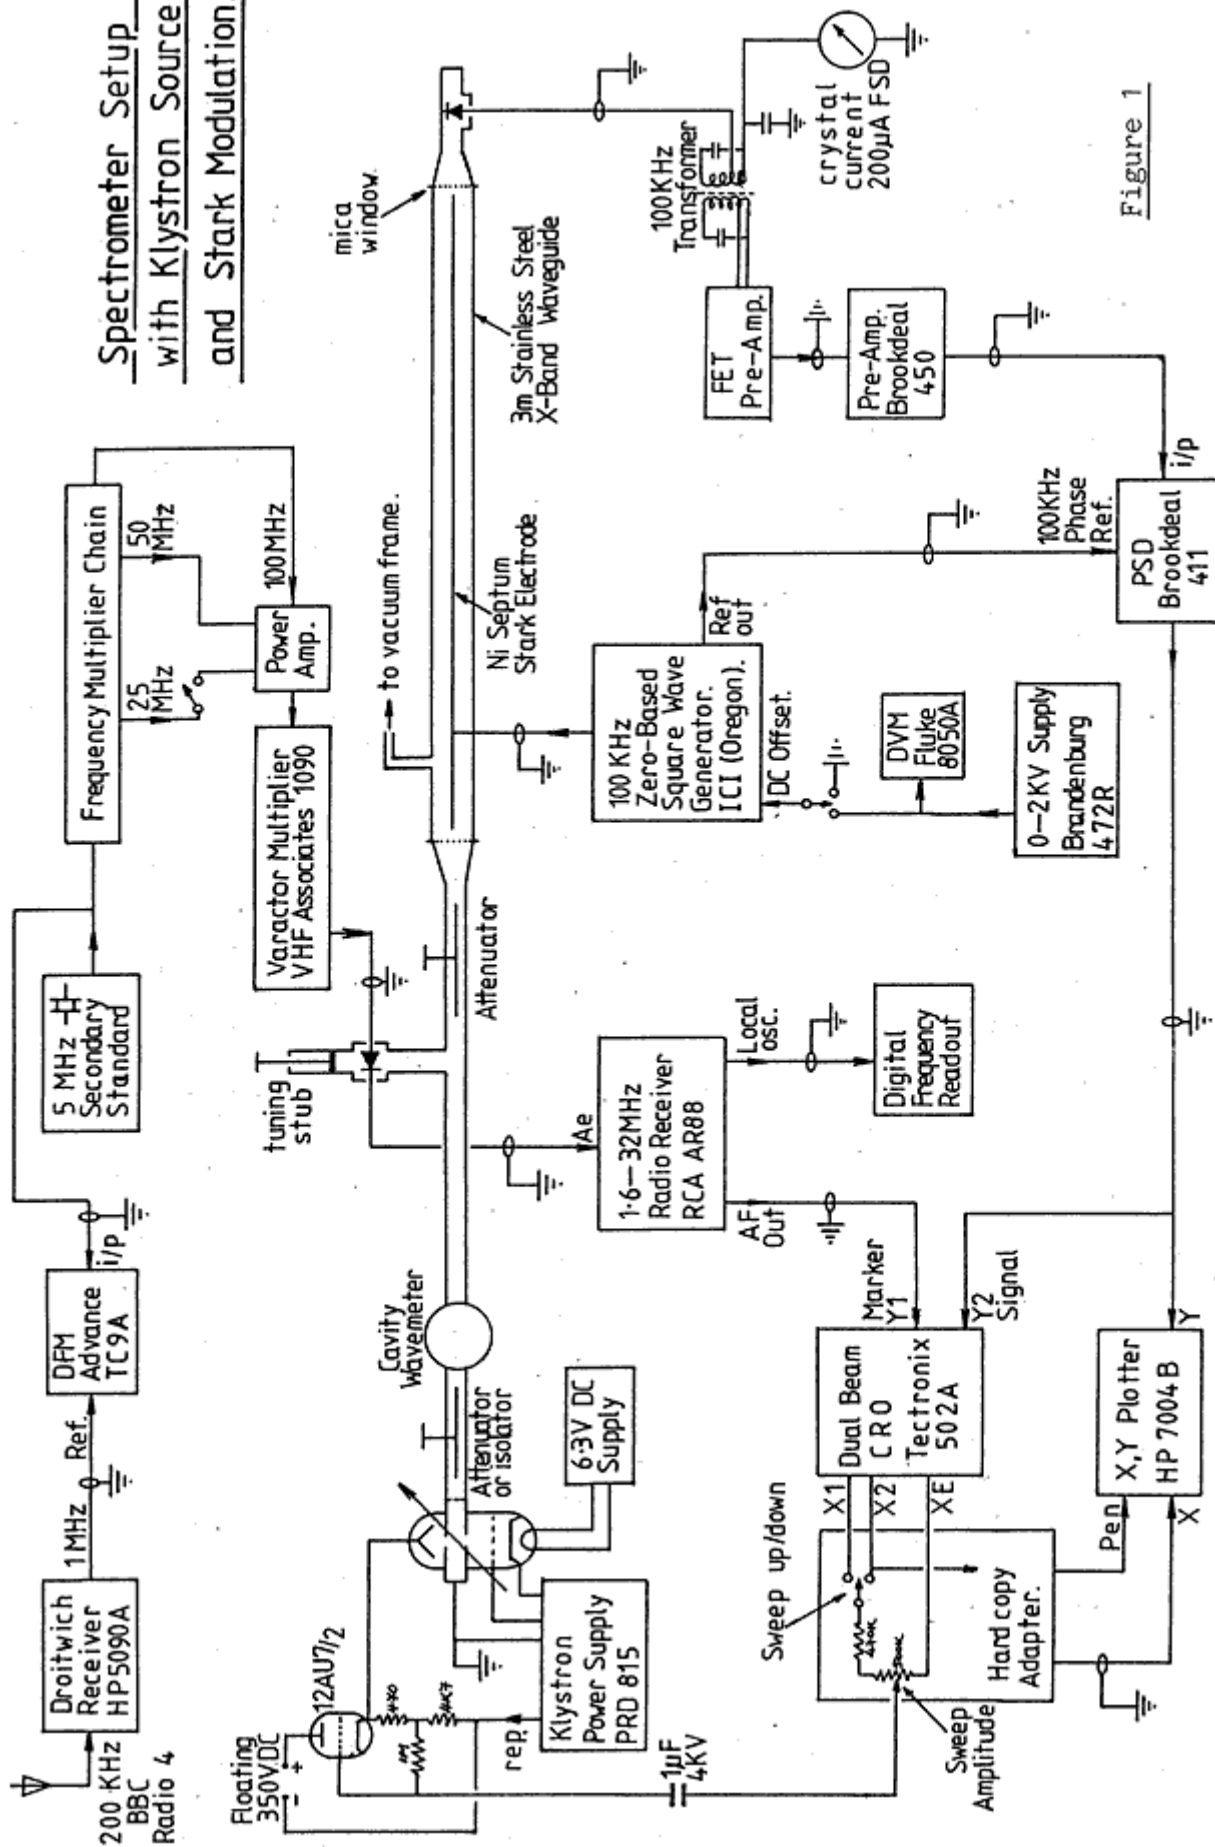 Spectrometer Setup
with Klystron Source
and Stark Modulation.
200 KHz
BBC
Radio 4
Droitwich
Receiver
HP5090A
1MHz
Ref.
DFM
Advance
TC9A
i/p
5 MHz
Secondary
Standard
Frequency Multiplier Chain
25
MHz
50
MHz
100MHz
Power
Amp.
Varactor Multiplier
VHF Associates 1090
tuning
stub
Floating
350V.DC
-
+
12AU7/2
470
4K7
1M
rep.
Klystron
Power Supply
PRD 815
6·3V DC
Supply
Attenuator
or isolator
Cavity
Wavemeter
Attenuator
to vacuum frame.
Ni Septum
Stark Electrode
3m Stainless Steel
X-Band Waveguide
mica
window.
Ae
1·6–32MHz
Radio Receiver
RCA AR88
AF
Out
Local
osc.
Digital
Frequency
Readout
100 KHz
Zero-Based
Square Wave
Generator.
ICI (Oregon).
Ref
out
DC Offset.
DVM
Fluke
8050A
0–2KV Supply
Brandenburg
472R
100KHz
Transformer
FET
Pre-Amp.
Pre-Amp.
Brookdeal
450
crystal
current
200µA FSD
100KHz
Phase
Ref.
i/p
PSD
Brookdeal
411
1µF
4KV
Sweep up/down
Sweep
Amplitude
Hard copy
Adapter.
X1
X2
XE
Dual Beam
CRO
Tectronix
502A
Marker
Y1
Y2
Signal
Pen
X
X,Y Plotter
HP 7004B
Y
Figure 1